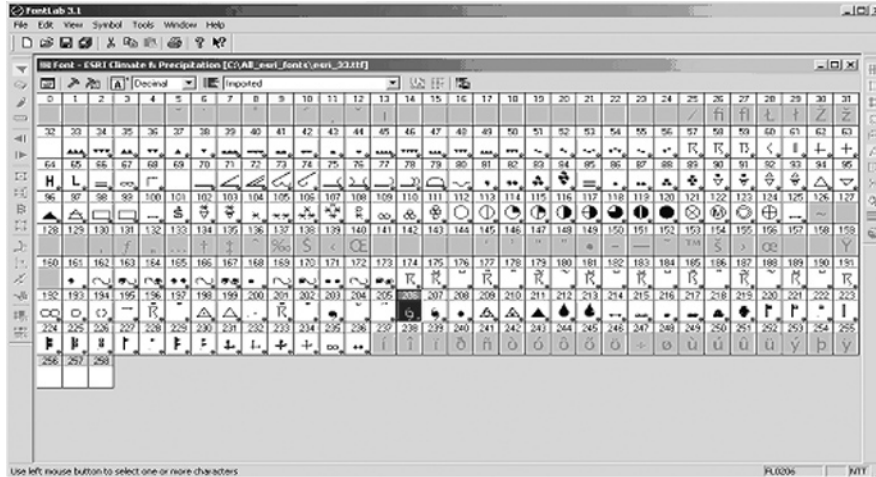 FontLab 3.1
File Edit View Symbol Tools Window Help
Font - ESRI Climate & Precipitation [C:\All_esri_fonts\esri_33.ttf]
A Decimal Imported
0 1 2 3 4 5 6 7 8 9 10 11 12 13 14 15 16 17 18 19 20 21 22 23 24 25 26 27 28 29 30 31
fi fl Ł ł Ž ž
32 33 34 35 36 37 38 39 40 41 42 43 44 45 46 47 48 49 50 51 52 53 54 55 56 57 58 59 60 61 62 63
64 65 66 67 68 69 70 71 72 73 74 75 76 77 78 79 80 81 82 83 84 85 86 87 88 89 90 91 92 93 94 95
H L
96 97 98 99 100 101 102 103 104 105 106 107 108 109 110 111 112 113 114 115 116 117 118 119 120 121 122 123 124 125 126 127
128 129 130 131 132 133 134 135 136 137 138 139 140 141 142 143 144 145 146 147 148 149 150 151 152 153 154 155 156 157 158 159
, ƒ „ … † ‡ ˆ ‰ Š ‹ Œ ‘ ’ “ ” • – — ˜ ™ š › œ Ÿ
160 161 162 163 164 165 166 167 168 169 170 171 172 173 174 175 176 177 178 179 180 181 182 183 184 185 186 187 188 189 190 191
192 193 194 195 196 197 198 199 200 201 202 203 204 205 206 207 208 209 210 211 212 213 214 215 216 217 218 219 220 221 222 223
224 225 226 227 228 229 230 231 232 233 234 235 236 237 238 239 240 241 242 243 244 245 246 247 248 249 250 251 252 253 254 255
í î ï ð ñ ò ó ô õ ö ÷ ø ù ú û ü ý þ ÿ
256 257 258
Use left mouse button to select one or more characters FL0206 NTT